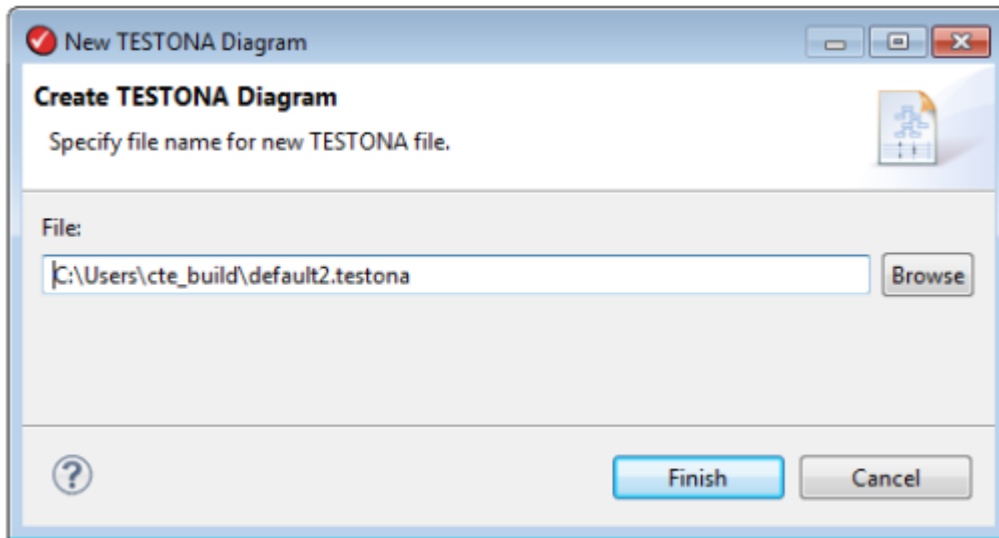 New TESTONA Diagram
Create TESTONA Diagram
Specify file name for new TESTONA file.
File:
C:\Users\cte_build\default2.testona
Browse
?
Finish
Cancel